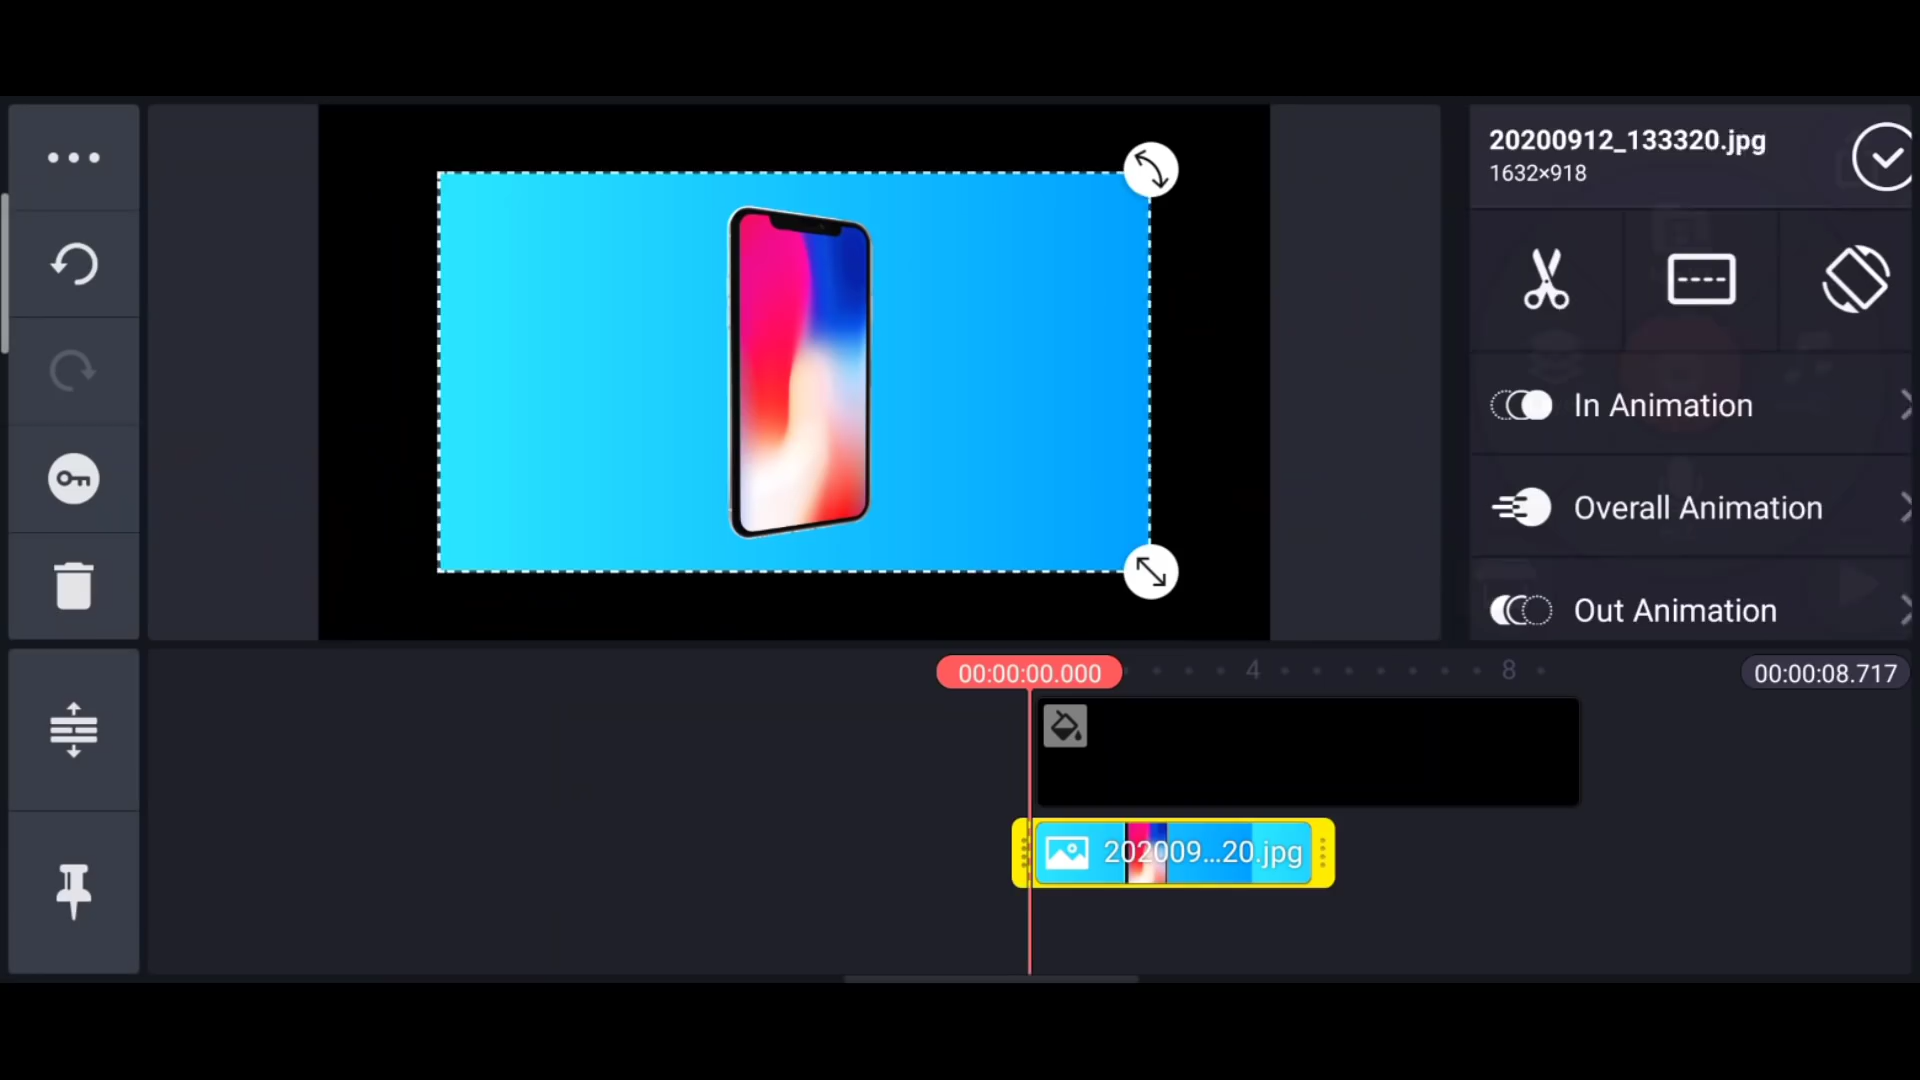 20200912_133320.jpg
1632×918
In Animation
Overall Animation
Out Animation
00:00:00.000
4
8
00:00:08.717
202009...20.jpg